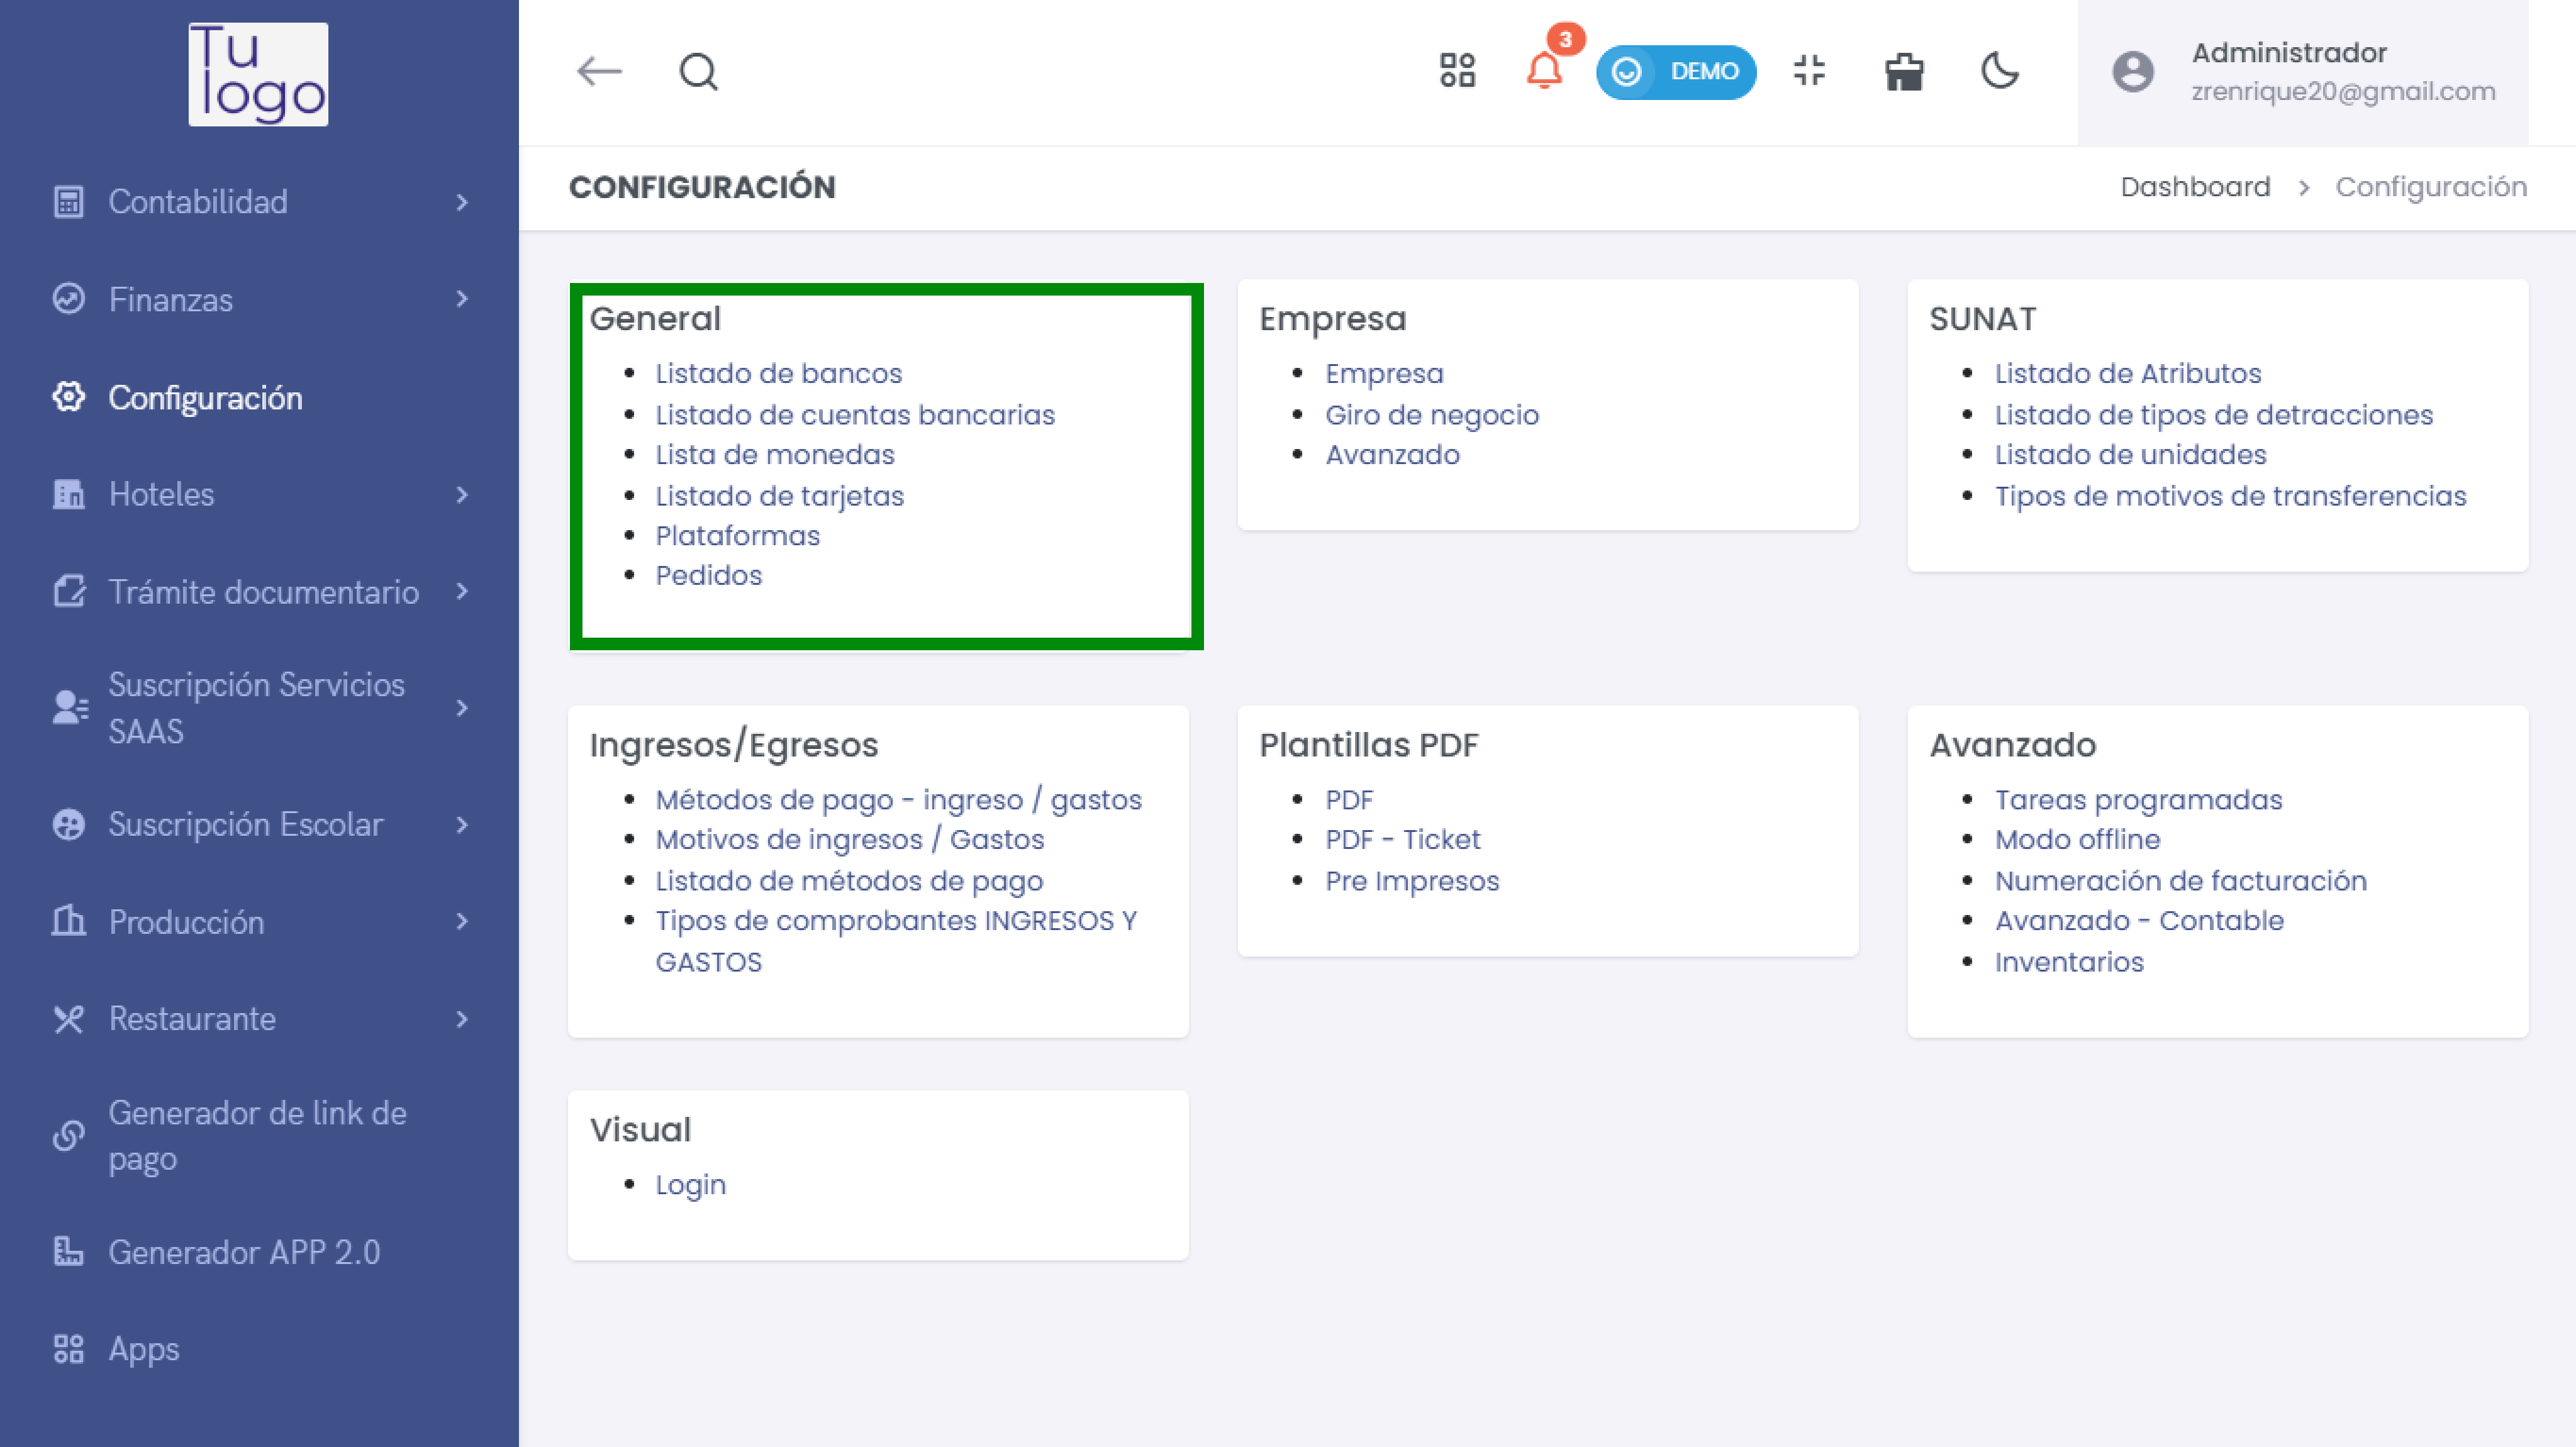 Tu
logo
Contabilidad
Finanzas
Configuración
Hoteles
Trámite documentario
Suscripción Servicios
SAAS
Suscripción Escolar
Producción
Restaurante
Generador de link de
pago
Generador APP 2.0
Apps
3
DEMO
Administrador
zrenrique20@gmail.com
CONFIGURACIÓN
Dashboard > Configuración
General
• Listado de bancos
• Listado de cuentas bancarias
• Lista de monedas
• Listado de tarjetas
• Plataformas
• Pedidos
Empresa
• Empresa
• Giro de negocio
• Avanzado
SUNAT
• Listado de Atributos
• Listado de tipos de detracciones
• Listado de unidades
• Tipos de motivos de transferencias
Ingresos/Egresos
• Métodos de pago - ingreso / gastos
• Motivos de ingresos / Gastos
• Listado de métodos de pago
• Tipos de comprobantes INGRESOS Y
GASTOS
Plantillas PDF
• PDF
• PDF - Ticket
• Pre Impresos
Avanzado
• Tareas programadas
• Modo offline
• Numeración de facturación
• Avanzado - Contable
• Inventarios
Visual
• Login